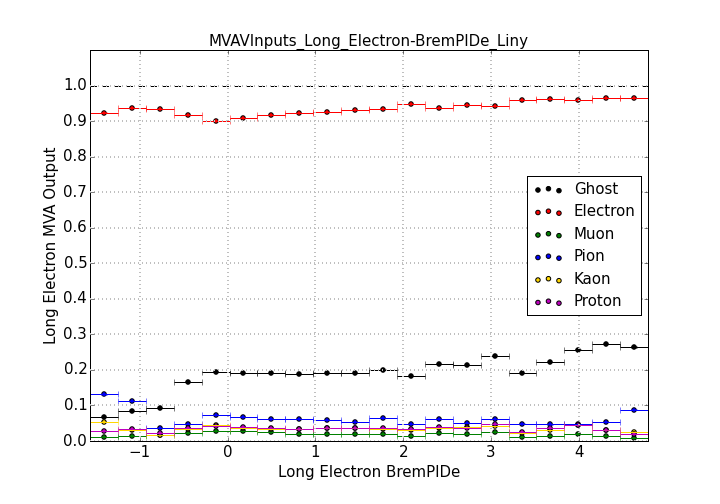 MVAVInputs_Long_Electron-BremPIDe_Liny
Long Electron MVA Output
1.0
0.9
0.8
0.7
0.6
0.5
0.4
0.3
0.2
0.1
0.0
Ghost
Electron
Muon
Pion
Kaon
Proton
−1 0 1 2 3 4
Long Electron BremPIDe